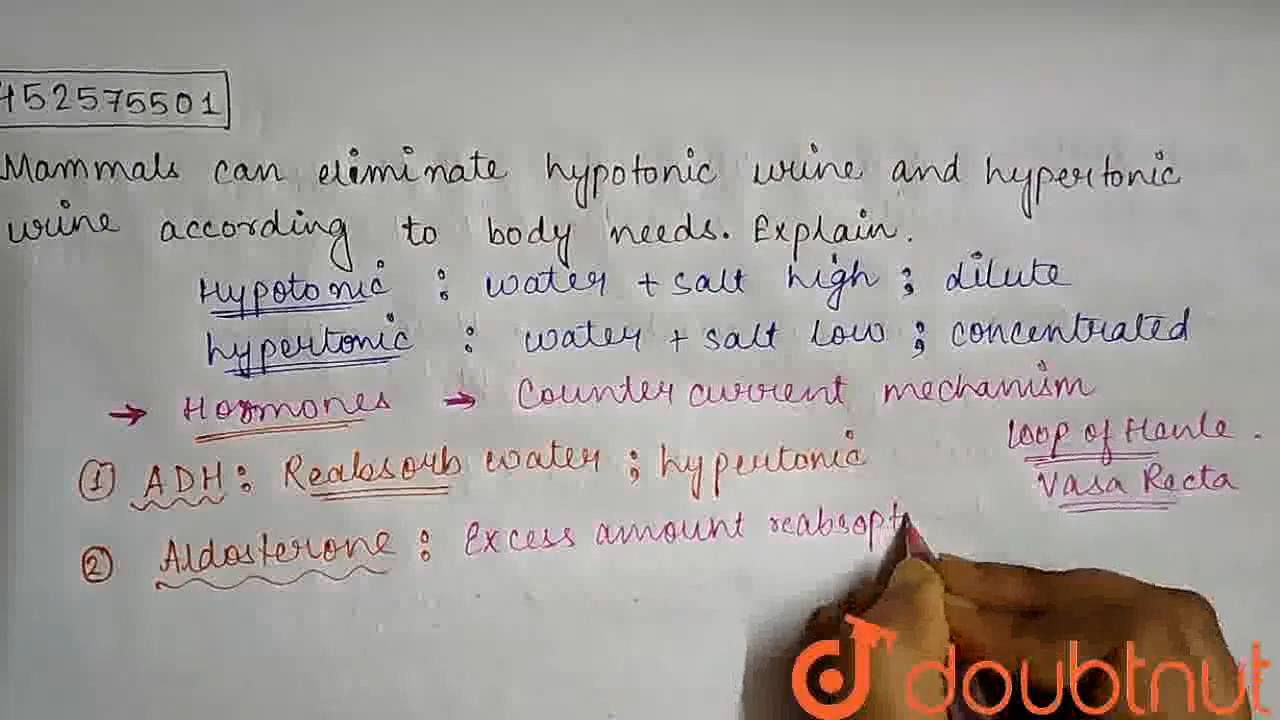 452575501
Mammals can eliminate hypotonic urine and hypertonic
urine according to body needs. Explain.
Hypotonic : water + salt high ; dilute
hypertonic : water + salt low ; concentrated
→ Hormones → Counter current mechanism
Loop of Henle.
Vasa Recta
① ADH : Reabsorb water ; hypertonic
② Aldosterone : Excess amount reabsopt
doubtnut